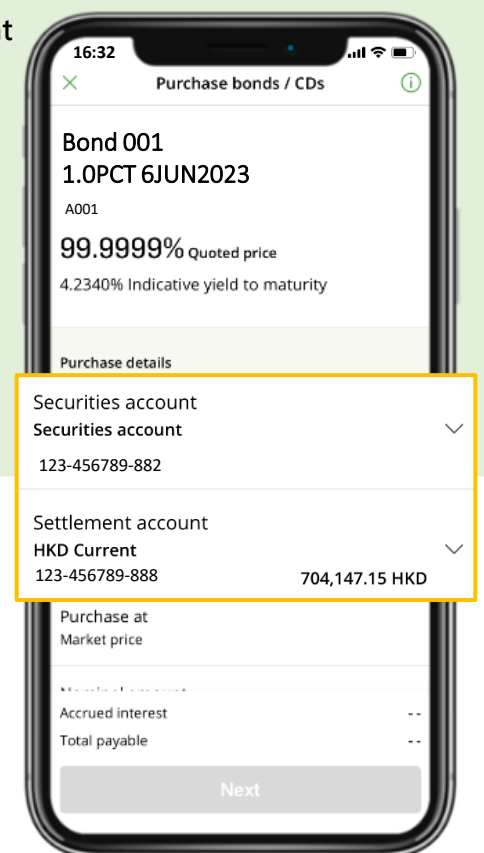 16:32
Purchase bonds / CDs
Bond 001
1.0PCT 6JUN2023
A001
99.9999% Quoted price
4.2340% Indicative yield to maturity
Purchase details
Securities account
Securities account
123-456789-882
Settlement account
HKD Current
123-456789-888 704,147.15 HKD
Purchase at
Market price
Accrued interest --
Total payable --
Next